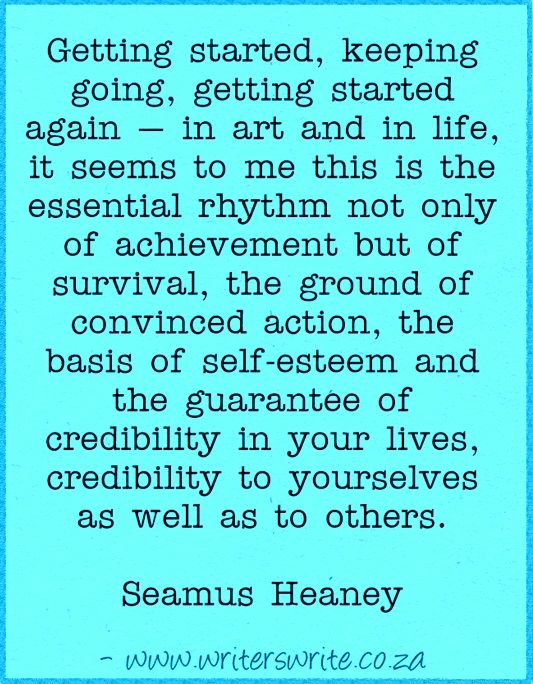 Getting started, keeping
going, getting started
again — in art and in life,
it seems to me this is the
essential rhythm not only
of achievement but of
survival, the ground of
convinced action, the
basis of self-esteem and
the guarantee of
credibility in your lives,
credibility to yourselves
as well as to others.
Seamus Heaney
- www.writerswrite.co.za